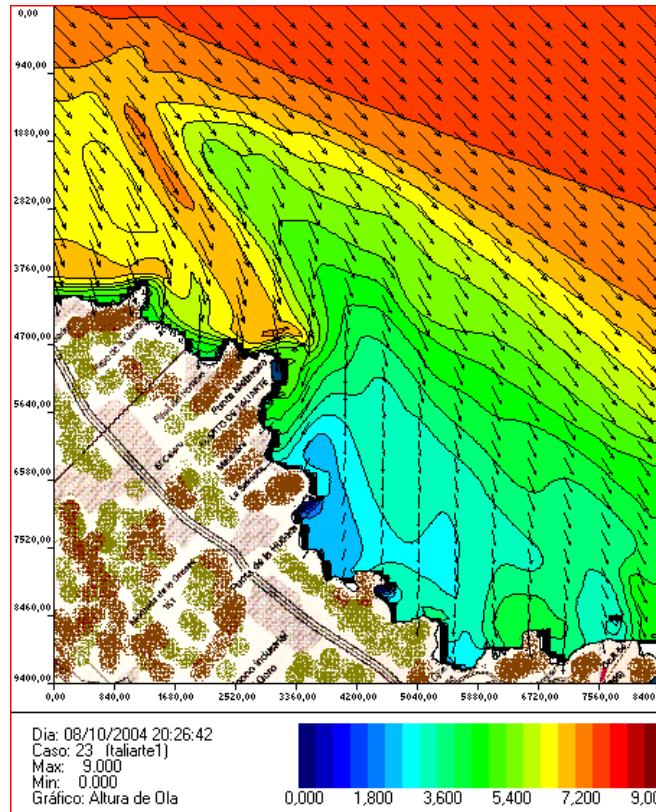 0,00
940,00
1880,00
2820,00
3760,00
4700,00
5640,00
6580,00
7520,00
8460,00
9400,00
0,00 840,00 1680,00 2520,00 3360,00 4200,00 5040,00 5880,00 6720,00 7560,00 8400
Dia: 08/10/2004 20:26:42
Caso: 23 (taliarte1)
Max: 9.000
Min: 0.000
Gráfico: Altura de Ola
0,000 1,800 3,600 5,400 7,200 9,00